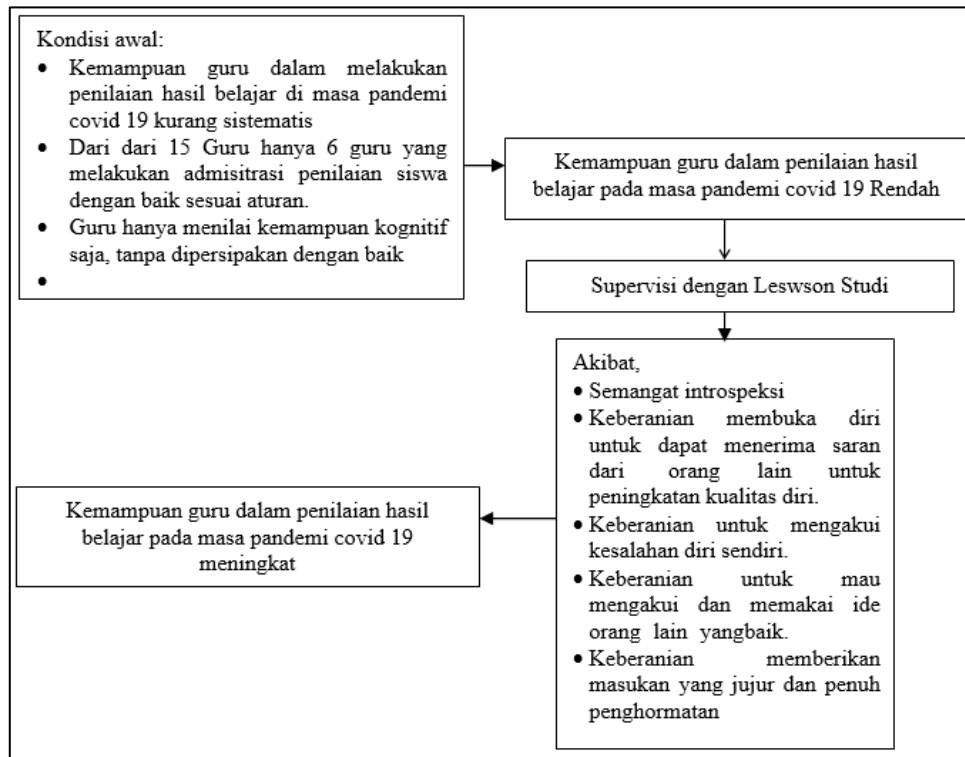 Kondisi awal:
• Kemampuan guru dalam melakukan
penilaian hasil belajar di masa pandemi
covid 19 kurang sistematis
• Dari dari 15 Guru hanya 6 guru yang
melakukan admisitrasi penilaian siswa
dengan baik sesuai aturan.
• Guru hanya menilai kemampuan kognitif
saja, tanpa dipersipakan dengan baik
•
Kemampuan guru dalam penilaian hasil
belajar pada masa pandemi covid 19 Rendah
Supervisi dengan Leswson Studi
Akibat,
• Semangat introspeksi
• Keberanian membuka diri
untuk dapat menerima saran
dari orang lain untuk
peningkatan kualitas diri.
• Keberanian untuk mengakui
kesalahan diri sendiri.
• Keberanian untuk mau
mengakui dan memakai ide
orang lain yangbaik.
• Keberanian memberikan
masukan yang jujur dan penuh
penghormatan
Kemampuan guru dalam penilaian hasil
belajar pada masa pandemi covid 19
meningkat